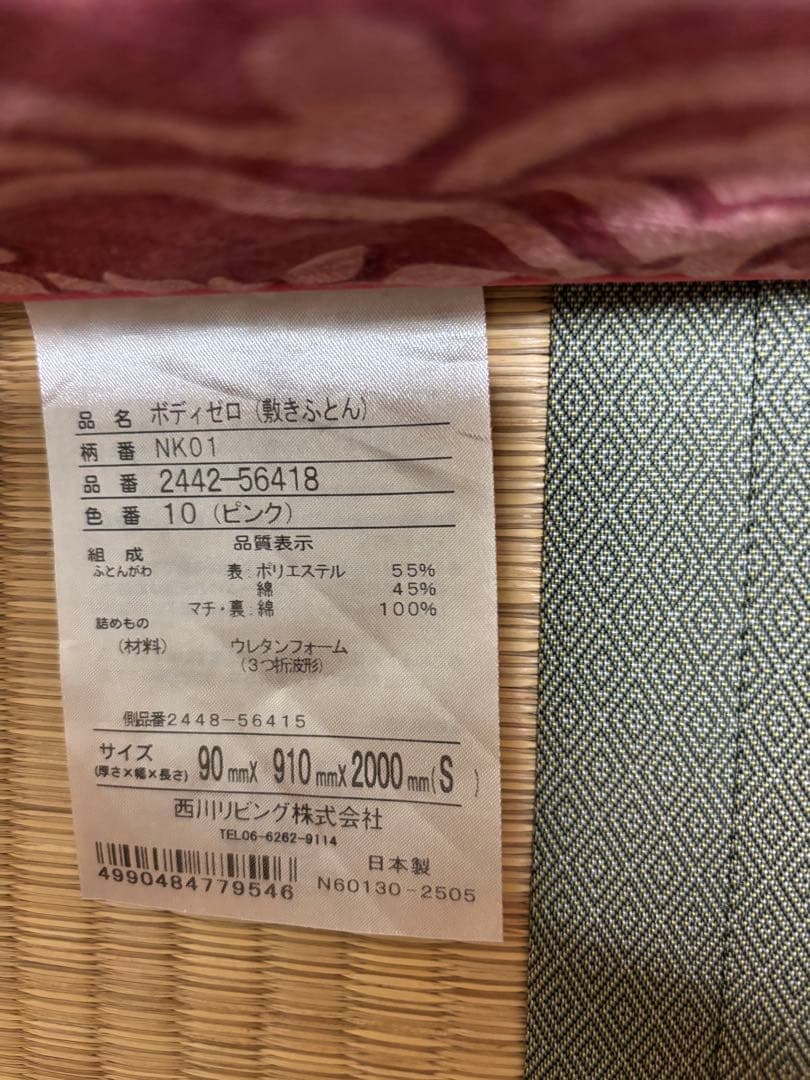 品 名 ボディゼロ (敷きふとん)
柄 番 NK01
品 番 2442-56418
色 番 10 (ピンク)
品質表示
組 成
ふとんがわ 表:ポリエステル 55%
綿 45%
マチ・裏:綿 100%
詰めもの
(材料) ウレタンフォーム
(3つ折波形)
側品番2448-56415
サイズ
(厚さ×幅×長さ) 90mmX 910mmX2000mm(S )
西川リビング株式会社
TEL06-6262-9114
日本製
4990484779546 N60130-2505